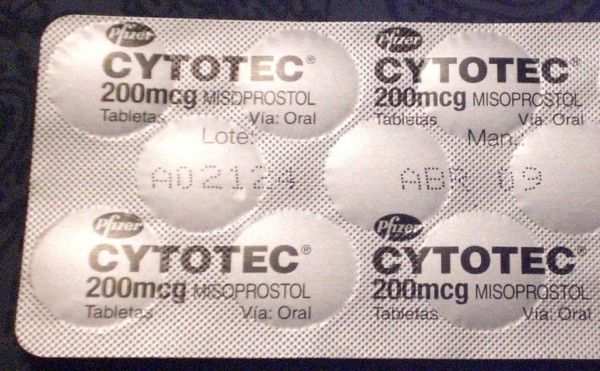 Pfizer
CYTOTEC®
200mcg MISOPROSTOL
Tabletas Vía: Oral
Pfizer
CYTOTEC®
200mcg MISOPROSTOL
Tabletas Vía: Oral
Lote:
AD2124
Man.:
ABR 09
Pfizer
CYTOTEC®
200mcg MISOPROSTOL
Tabletas Vía: Oral
Pfizer
CYTOTEC®
200mcg MISOPROSTOL
Tabletas Vía: Oral